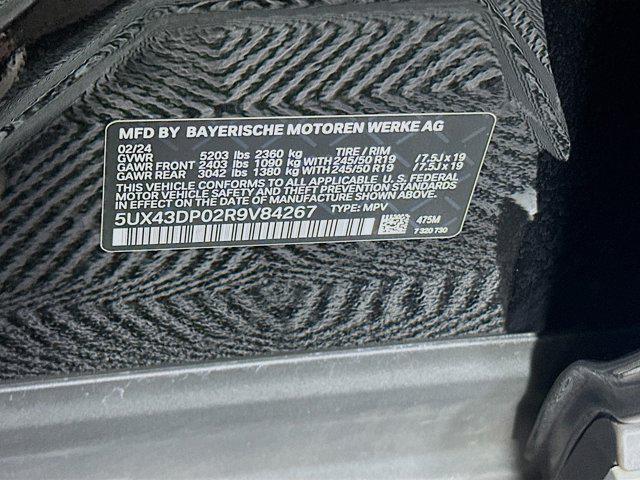 MFD BY BAYERISCHE MOTOREN WERKE AG
02/24 TIRE / RIM
GVWR 5203 lbs 2360 kg
GAWR FRONT 2403 lbs 1090 kg WITH 245/50 R19 /7.5J x 19
GAWR REAR 3042 lbs 1380 kg WITH 245/50 R19 /7.5J x 19
THIS VEHICLE CONFORMS TO ALL APPLICABLE U.S. FEDERAL
MOTOR VEHICLE SAFETY AND THEFT PREVENTION STANDARDS
IN EFFECT ON THE DATE OF MANUFACTURE SHOWN ABOVE.
5UX43DP02R9V84267 TYPE: MPV
475M
7 320 730